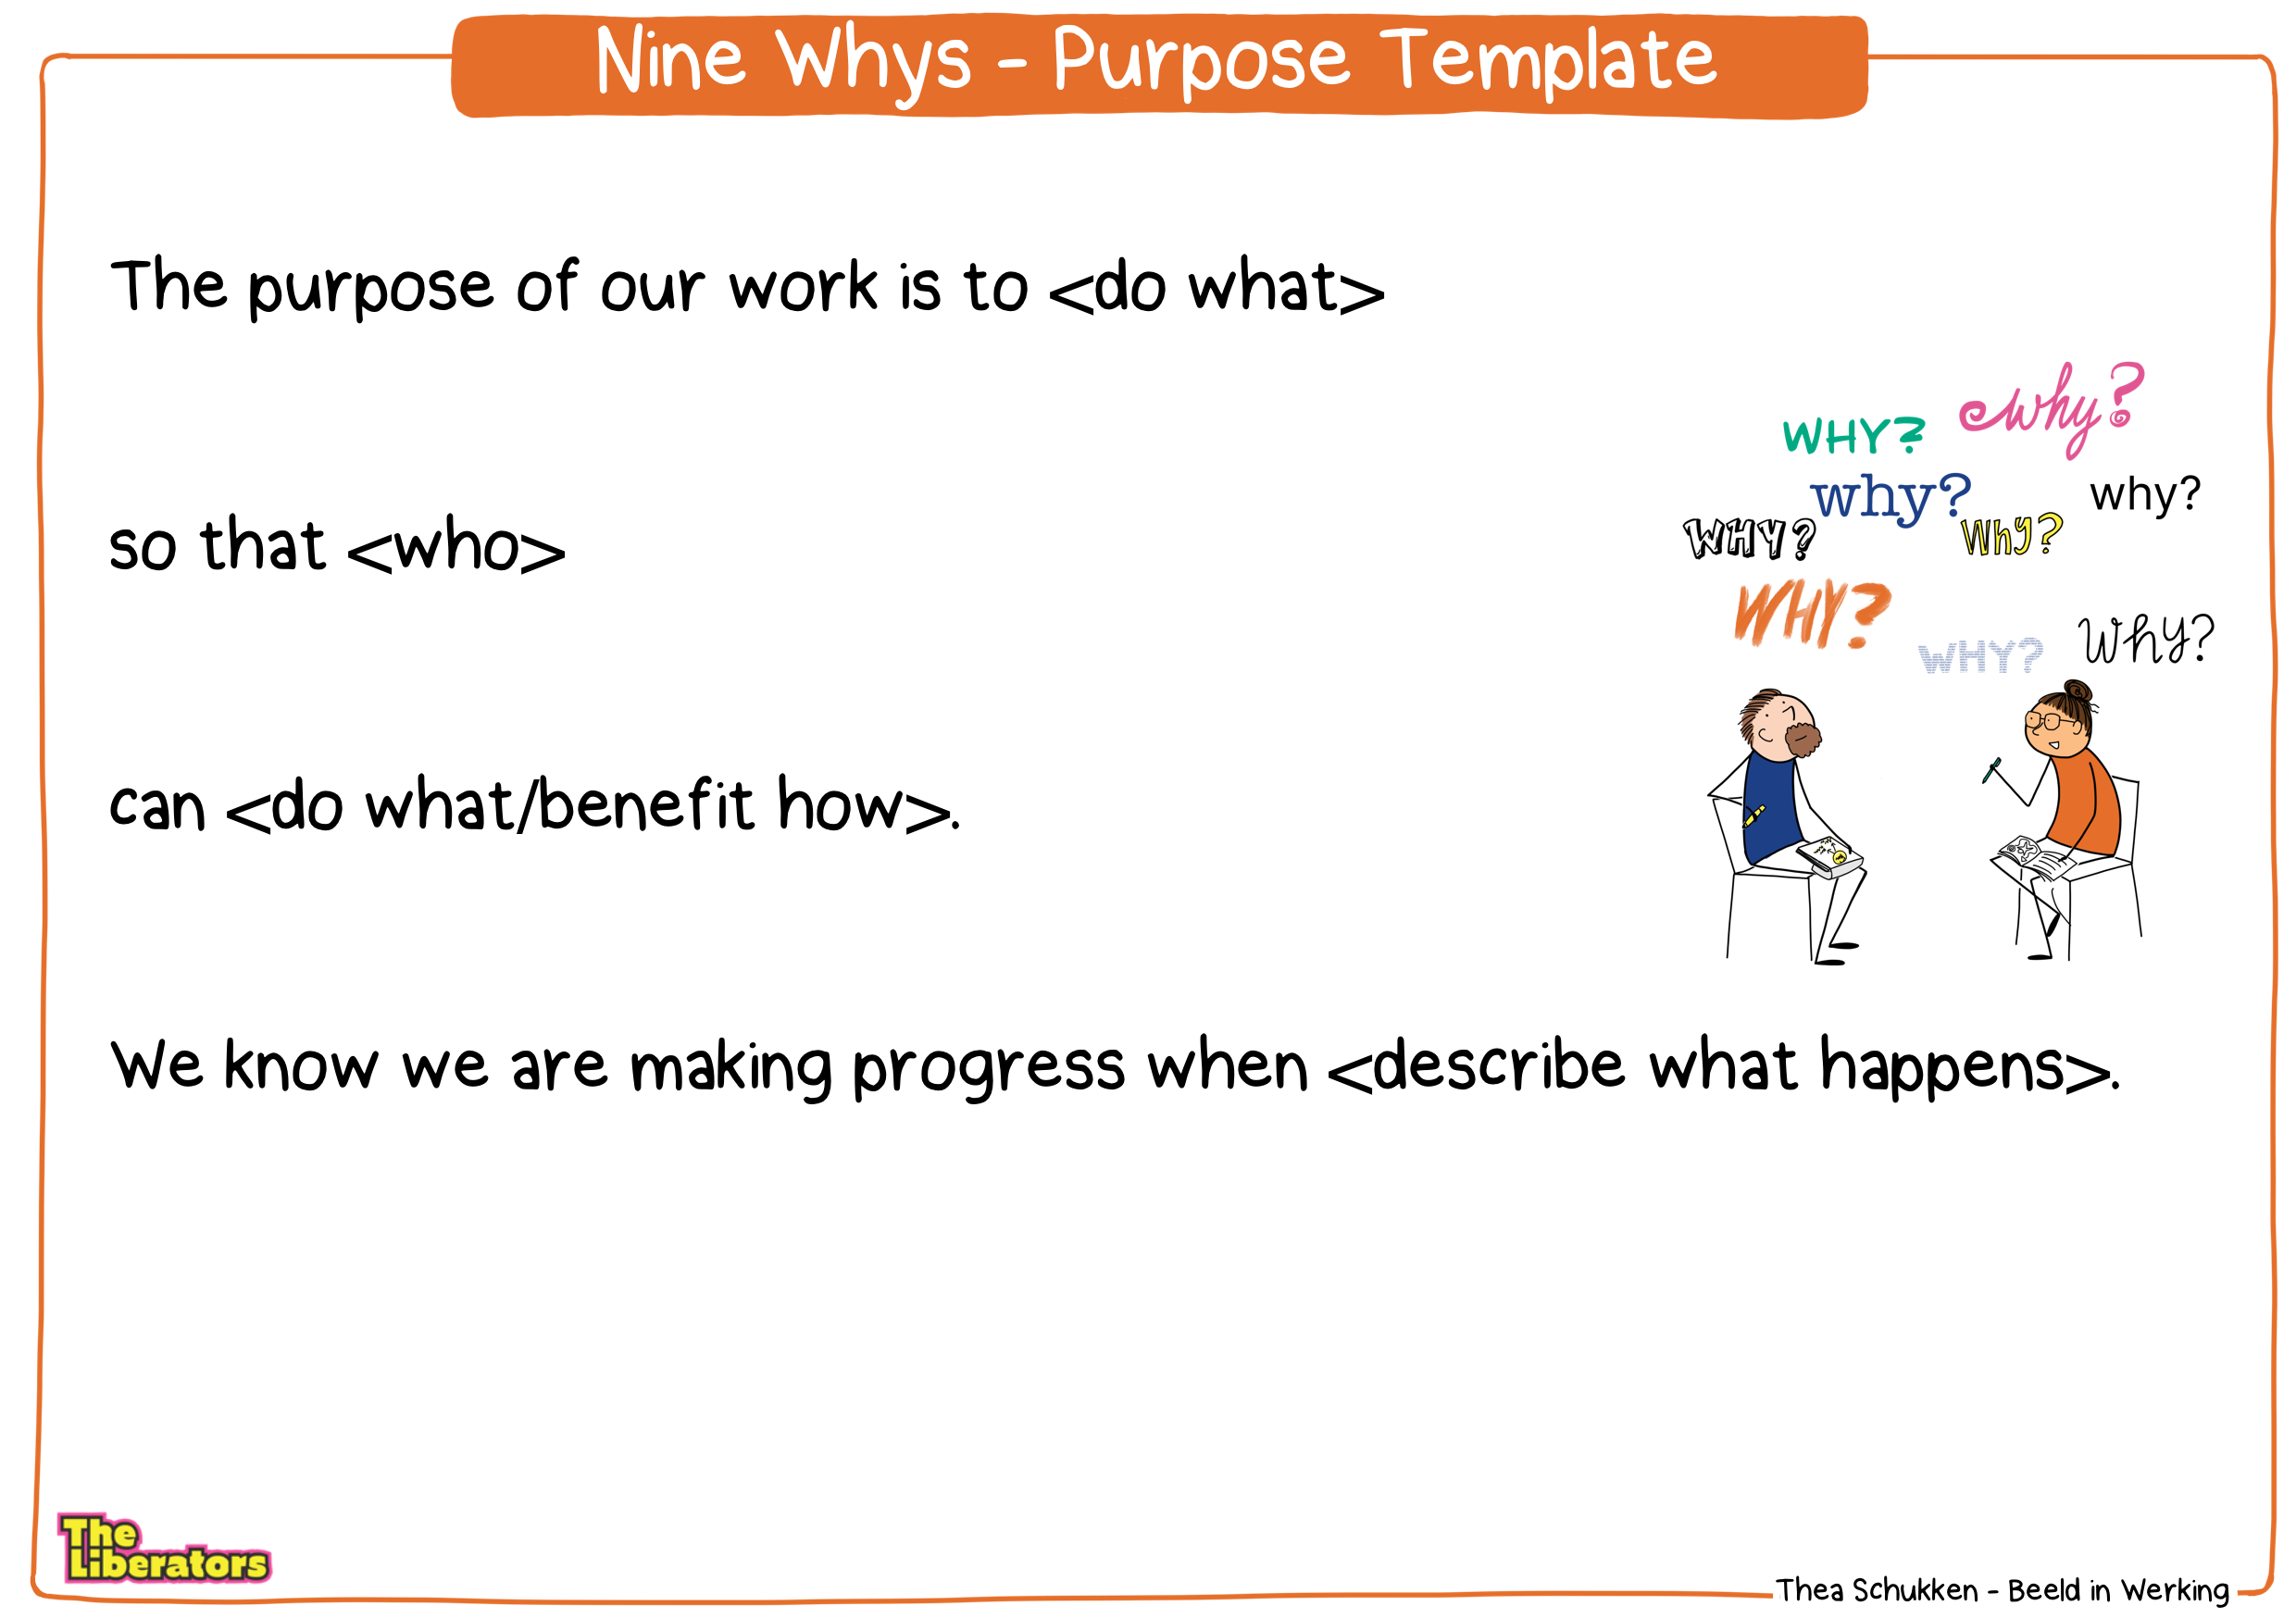 Nine Whys - Purpose Template
The purpose of our work is to <do what>
so that <who>
can <do what/benefit how>.
We know we are making progress when <describe what happens>.
WHY?
why?
why?
why?
WHY?
WhY?
WHY?
WHY?
Why?
The
Liberators
Thea Schukken - Beeld in Werking